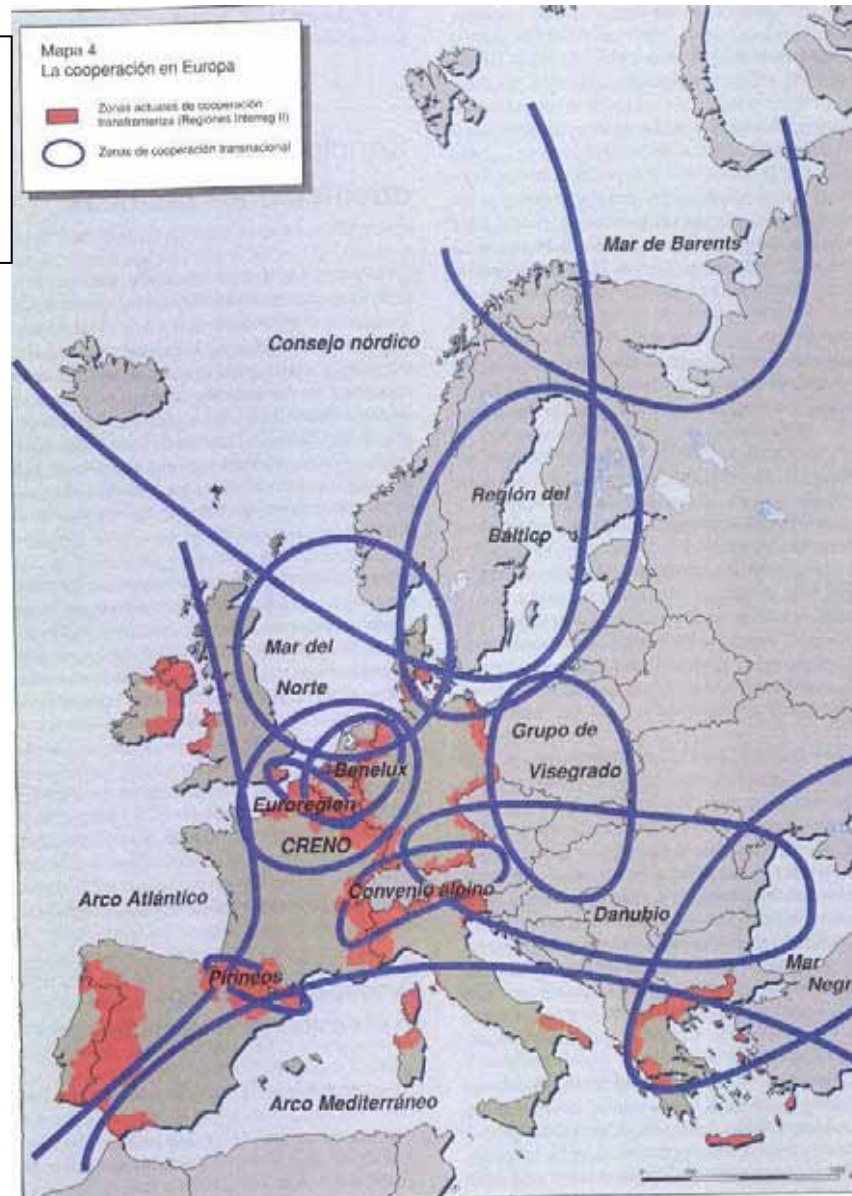 Mapa 4
La cooperación en Europa
Zonas actuales de cooperación
transfronteriza (Regiones Interreg II)
Zonas de cooperación transnacional
Mar de Barents
Consejo nórdico
Región del
Báltico
Mar del
Norte
Grupo de
Visegrado
Benelux
Euroregión
CRENO
Convenio alpino
Arco Atlántico
Danubio
Mar
Negr
Pirineos
Arco Mediterráneo